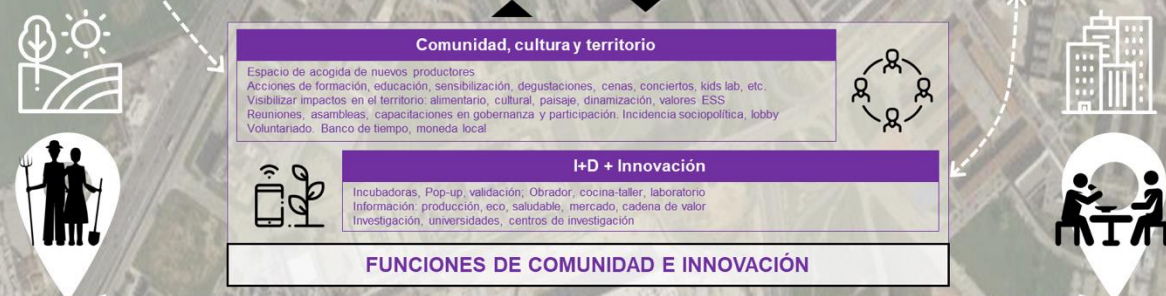 Comunidad, cultura y territorio
Espacio de acogida de nuevos productores
Acciones de formación, educación, sensibilización, degustaciones, cenas, conciertos, kids lab, etc.
Visibilizar impactos en el territorio: alimentario, cultural, paisaje, dinamización, valores ESS
Reuniones, asambleas, capacitaciones en gobernanza y participación. Incidencia sociopolítica, lobby
Voluntariado. Banco de tiempo, moneda local
I+D + Innovación
Incubadoras, Pop-up, validación; Obrador, cocina-taller, laboratorio
Información: producción, eco, saludable, mercado, cadena de valor
Investigación, universidades, centros de investigación
FUNCIONES DE COMUNIDAD E INNOVACIÓN